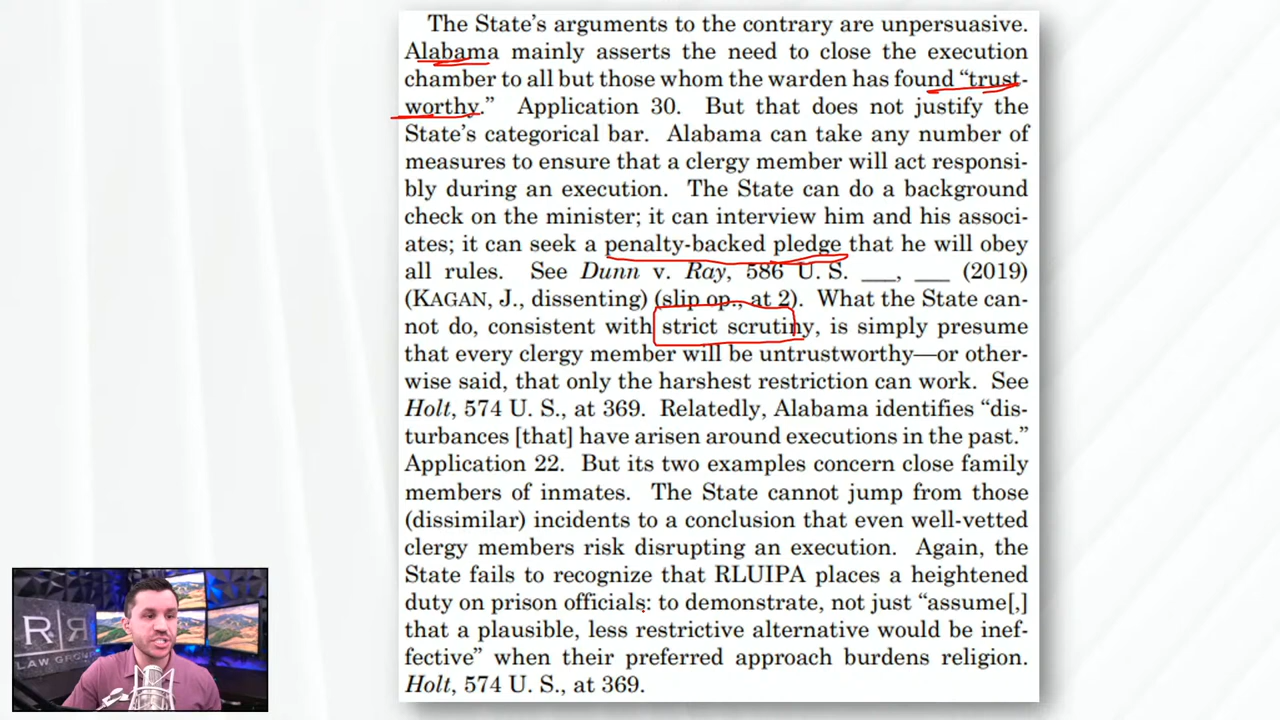 The State’s arguments to the contrary are unpersuasive.
Alabama mainly asserts the need to close the execution
chamber to all but those whom the warden has found “trust-
worthy.” Application 30. But that does not justify the
State’s categorical bar. Alabama can take any number of
measures to ensure that a clergy member will act responsi-
bly during an execution. The State can do a background
check on the minister; it can interview him and his associ-
ates; it can seek a penalty-backed pledge that he will obey
all rules. See Dunn v. Ray, 586 U. S. ___, ___ (2019)
(KAGAN, J., dissenting) (slip op., at 2). What the State can-
not do, consistent with strict scrutiny, is simply presume
that every clergy member will be untrustworthy—or other-
wise said, that only the harshest restriction can work. See
Holt, 574 U. S., at 369. Relatedly, Alabama identifies “dis-
turbances [that] have arisen around executions in the past.”
Application 22. But its two examples concern close family
members of inmates. The State cannot jump from those
(dissimilar) incidents to a conclusion that even well-vetted
clergy members risk disrupting an execution. Again, the
State fails to recognize that RLUIPA places a heightened
duty on prison officials: to demonstrate, not just “assume[,]
that a plausible, less restrictive alternative would be inef-
fective” when their preferred approach burdens religion.
Holt, 574 U. S., at 369.
R|R
LAW GROUP